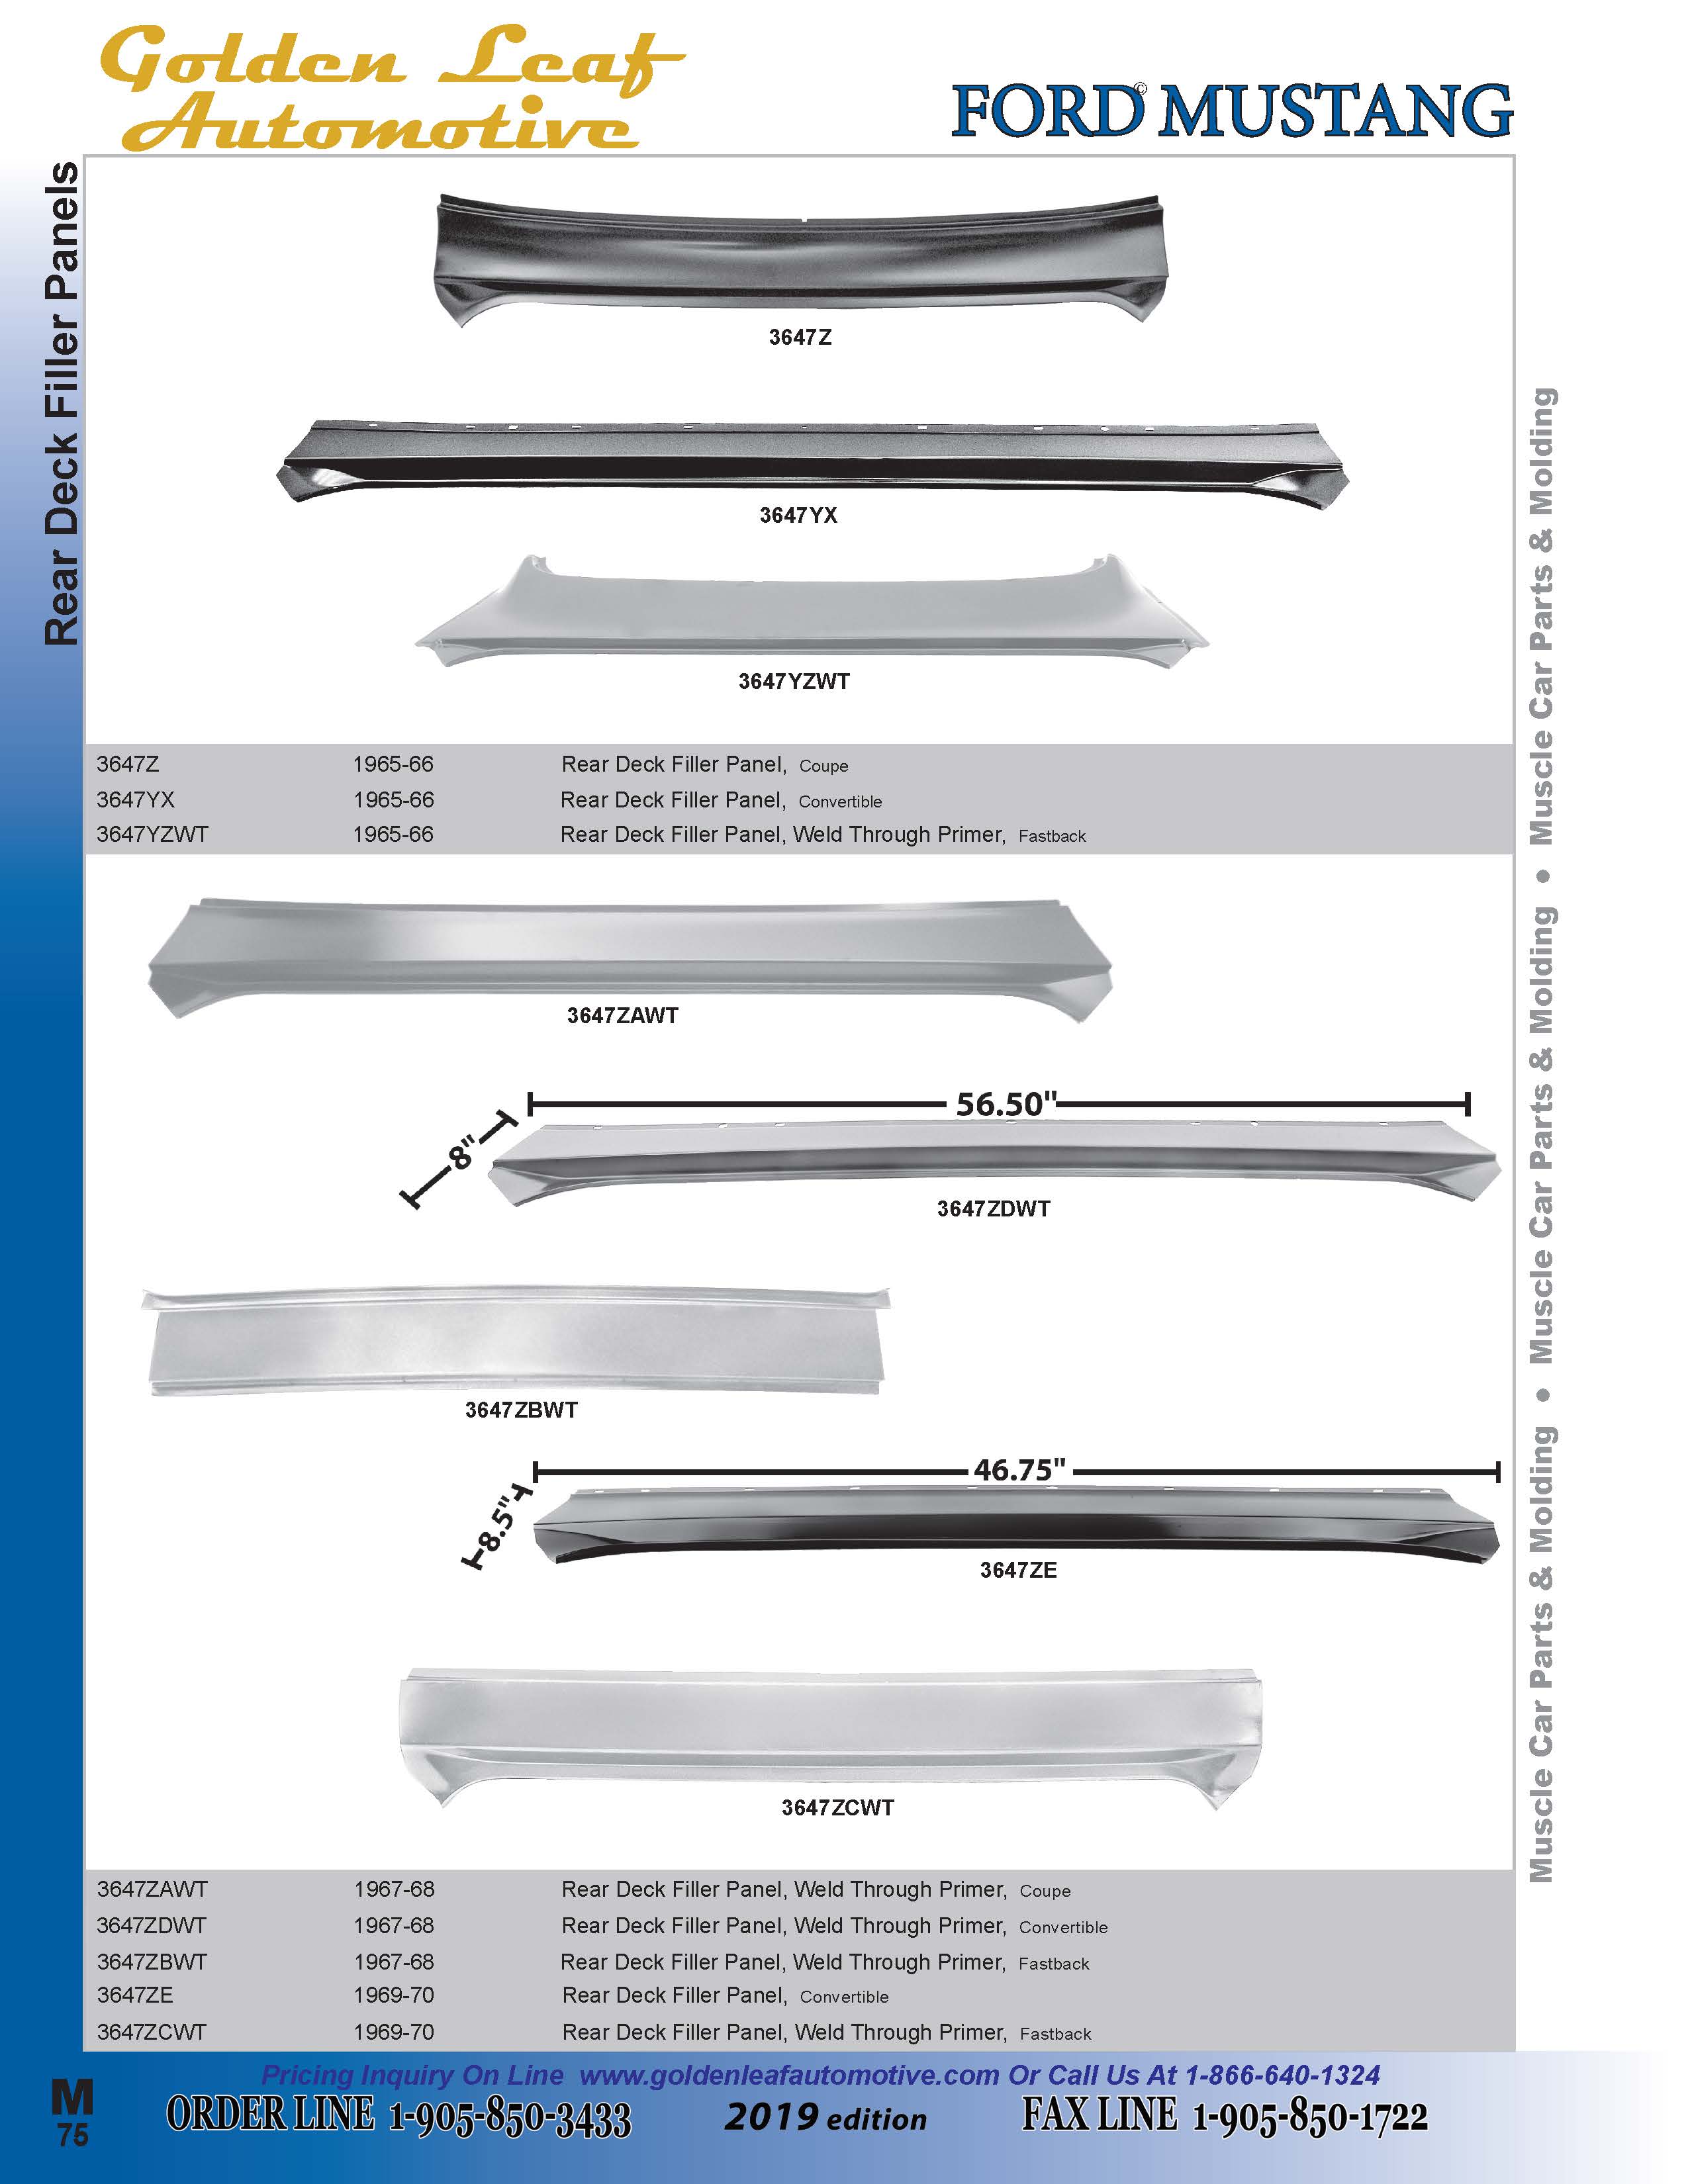 Golden Leaf
Automotive
FORD© MUSTANG
Rear Deck Filler Panels
3647Z
3647YX
3647YZWT
3647Z 1965-66 Rear Deck Filler Panel, Coupe
3647YX 1965-66 Rear Deck Filler Panel, Convertible
3647YZWT 1965-66 Rear Deck Filler Panel, Weld Through Primer, Fastback
3647ZAWT
56.50"
8"
3647ZDWT
3647ZBWT
46.75"
8.5"
3647ZE
3647ZCWT
3647ZAWT 1967-68 Rear Deck Filler Panel, Weld Through Primer, Coupe
3647ZDWT 1967-68 Rear Deck Filler Panel, Weld Through Primer, Convertible
3647ZBWT 1967-68 Rear Deck Filler Panel, Weld Through Primer, Fastback
3647ZE 1969-70 Rear Deck Filler Panel, Convertible
3647ZCWT 1969-70 Rear Deck Filler Panel, Weld Through Primer, Fastback
Muscle Car Parts & Molding • Muscle Car Parts & Molding • Muscle Car Parts & Molding
Pricing Inquiry On Line www.goldenleafautomotive.com Or Call Us At 1-866-640-1324
M
75
ORDER LINE 1-905-850-3433 2019 edition FAX LINE 1-905-850-1722